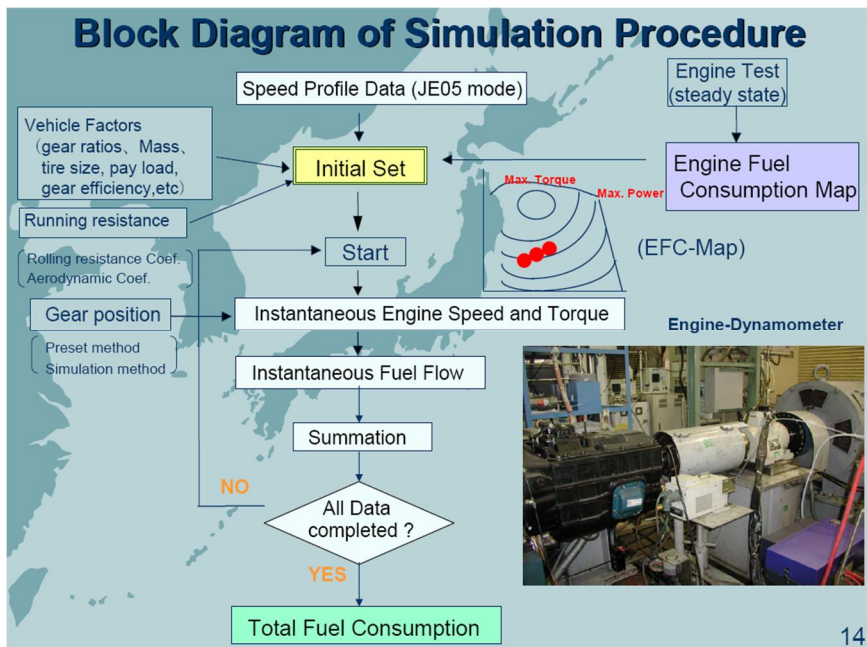 Block Diagram of Simulation Procedure
Speed Profile Data (JE05 mode)
Engine Test
(steady state)
Vehicle Factors
(gear ratios、Mass、
tire size, pay load,
gear efficiency,etc)
Initial Set
Engine Fuel
Consumption Map
Max. Torque
Max. Power
Running resistance
(EFC-Map)
Rolling resistance Coef.
Aerodynamic Coef.
Start
Gear position
Instantaneous Engine Speed and Torque
Engine-Dynamometer
Preset method
Simulation method
Instantaneous Fuel Flow
Summation
NO
All Data
completed ?
YES
Total Fuel Consumption
14